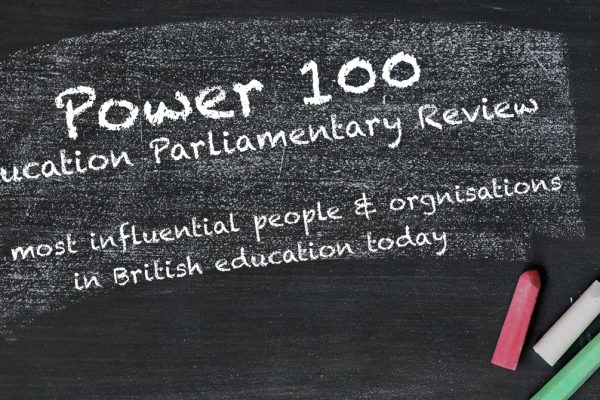 Power 100
ucation Parliamentary Review
most influential people & orgnisations
in British education today